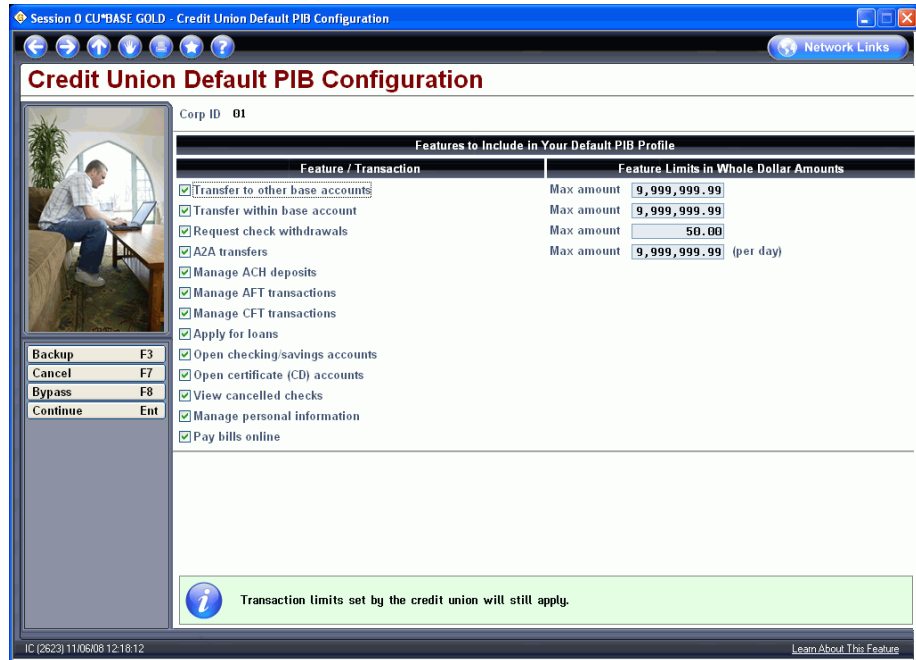 Session 0 CU*BASE GOLD - Credit Union Default PIB Configuration
Network Links
Credit Union Default PIB Configuration
Corp ID 01
Features to Include in Your Default PIB Profile
Feature / Transaction Feature Limits in Whole Dollar Amounts
Transfer to other base accounts Max amount 9,999,999.99
Transfer within base account Max amount 9,999,999.99
Request check withdrawals Max amount 50.00
A2A transfers Max amount 9,999,999.99 (per day)
Manage ACH deposits
Manage AFT transactions
Manage CFT transactions
Apply for loans
Open checking/savings accounts
Open certificate (CD) accounts
View cancelled checks
Manage personal information
Pay bills online
Backup F3
Cancel F7
Bypass F8
Continue Ent
Transaction limits set by the credit union will still apply.
IC (2623) 11/06/08 12:18:12 Learn About This Feature